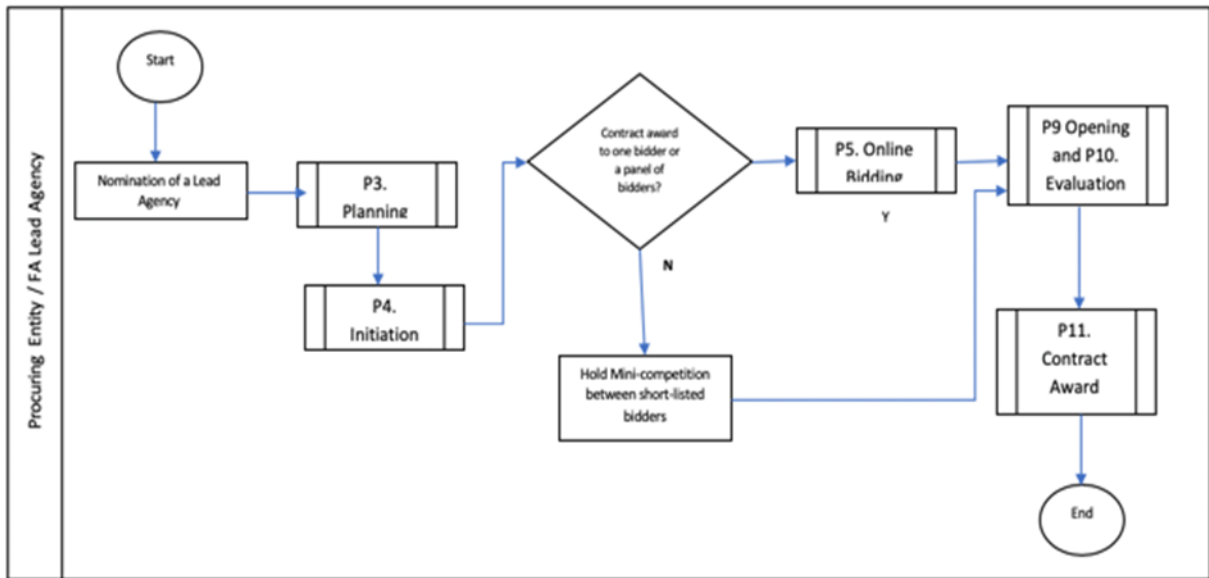 Procuring Entity / FA Lead Agency
Start
Nomination of a Lead
Agency
P3.
Planning
P4.
Initiation
Contract award
to one bidder or
a panel of
bidders?
P5. Online
Bidding
Y
N
Hold Mini-competition
between short-listed
bidders
P9 Opening
and P10.
Evaluation
P11.
Contract
Award
End